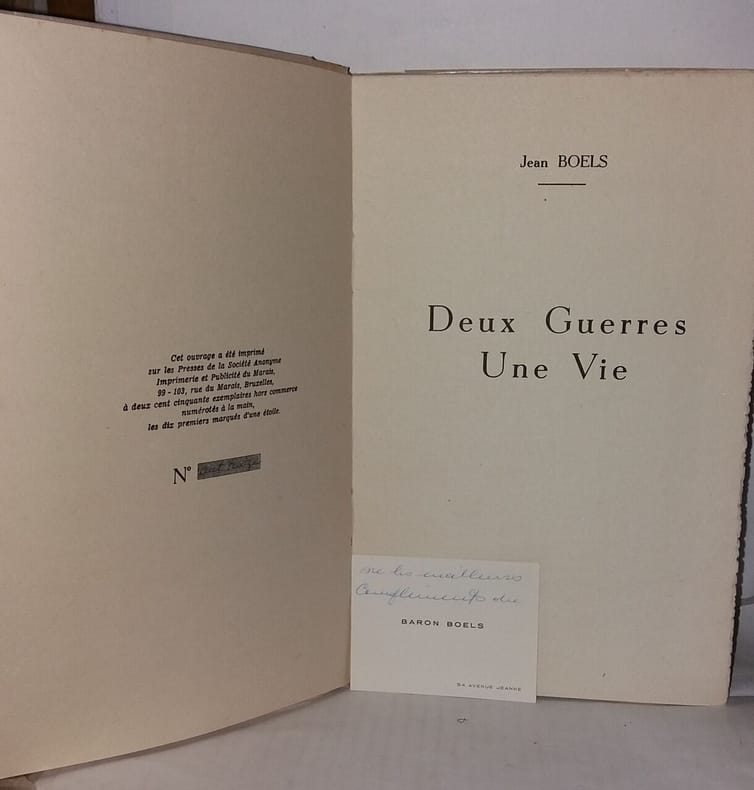 Cet ouvrage a été imprimé
sur les Presses de la Société Anonyme
Imprimerie et Publicité du Marais,
99 - 103, rue du Marais, Bruxelles,
à deux cent cinquante exemplaires hors commerce
numérotés à la main,
les dix premiers marqués d'une étoile.
N° cent
Jean BOELS
Deux Guerres
Une Vie
meilleurs
Compliments du
BARON BOELS
54 AVENUE JEANNE